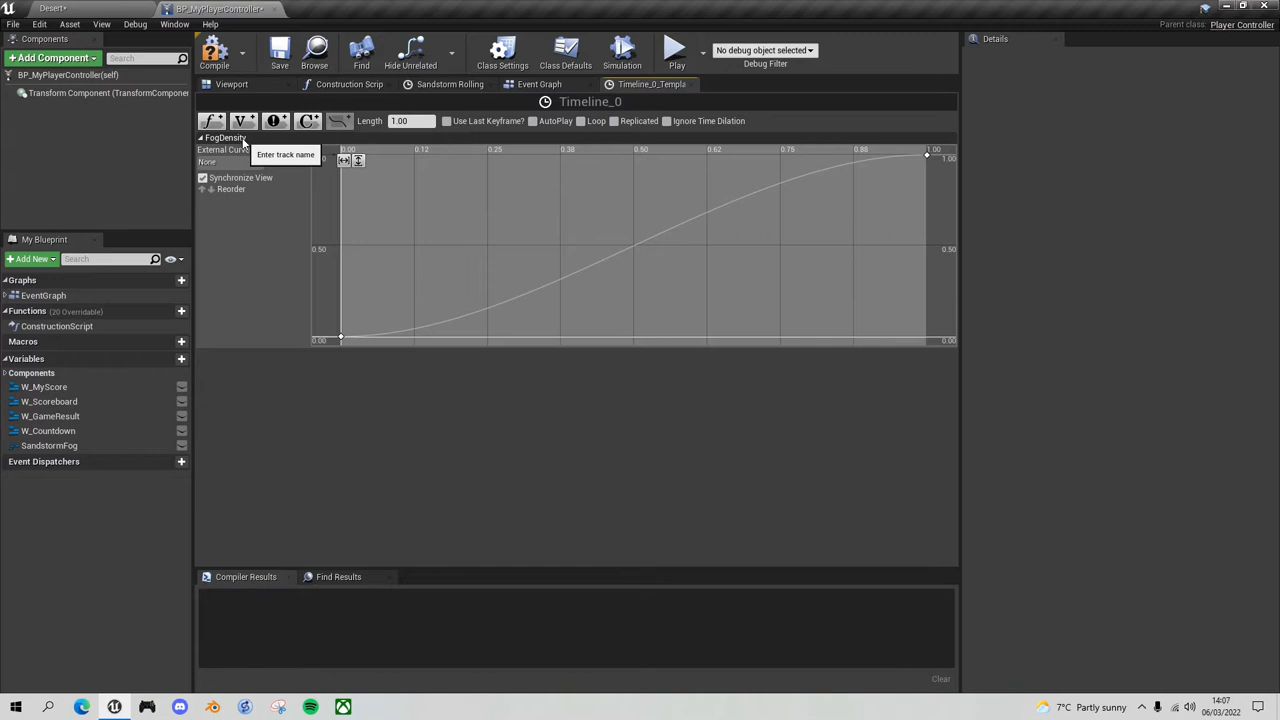 Desert*
BP_MyPlayerController*
File Edit Asset View Debug Window Help
Parent class: Player Controller
Components
Details
+Add Component Search
BP_MyPlayerController(self)
Transform Component (TransformComponen
Compile
Save
Browse
Find
Hide Unrelated
Class Settings
Class Defaults
Simulation
Play
No debug object selected
Debug Filter
Viewport
Construction Scrip
Sandstorm Rolling
Event Graph
Timeline_0_Templa
Timeline_0
Length 1.00 Use Last Keyframe? AutoPlay Loop Replicated Ignore Time Dilation
FogDensity
External Curv
None
Enter track name
Synchronize View
Reorder
0.00 0.12 0.25 0.38 0.50 0.62 0.75 0.88 1.00
1.00
0.50 0.50
0.00 0.00
My Blueprint
+Add New Search
Graphs
EventGraph
Functions (20 Overridable)
ConstructionScript
Macros
Variables
Components
W_MyScore
W_Scoreboard
W_GameResult
W_Countdown
SandstormFog
Event Dispatchers
Compiler Results
Find Results
Clear
7°C Partly sunny
14:07
06/03/2022